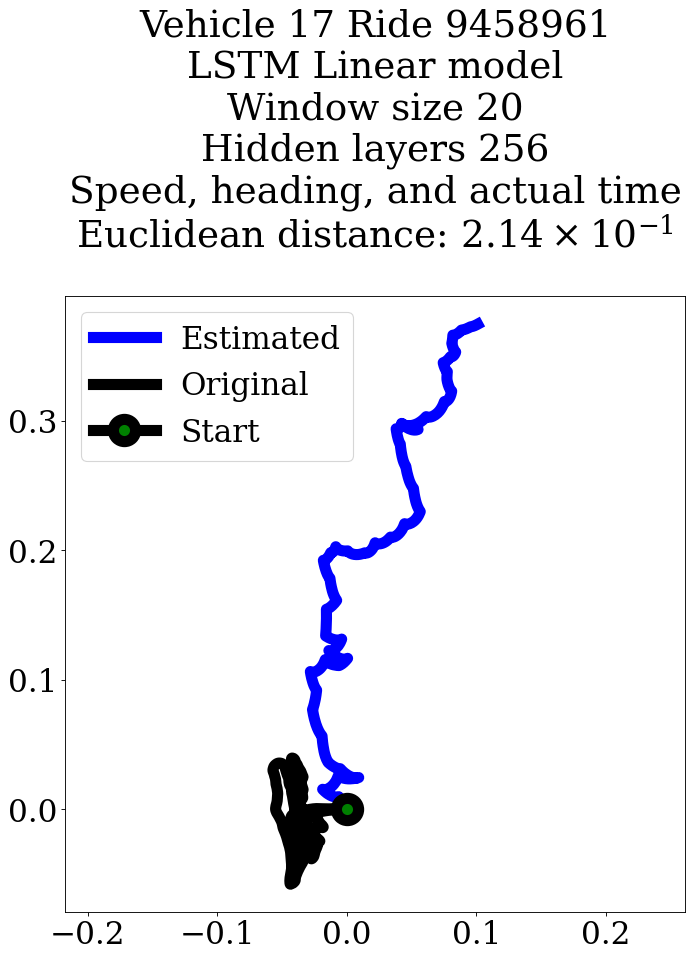 Vehicle 17 Ride 9458961
LSTM Linear model
Window size 20
Hidden layers 256
Speed, heading, and actual time
Euclidean distance: 2.14 × 10⁻¹
Estimated
Original
Start
0.3
0.2
0.1
0.0
−0.2 −0.1 0.0 0.1 0.2